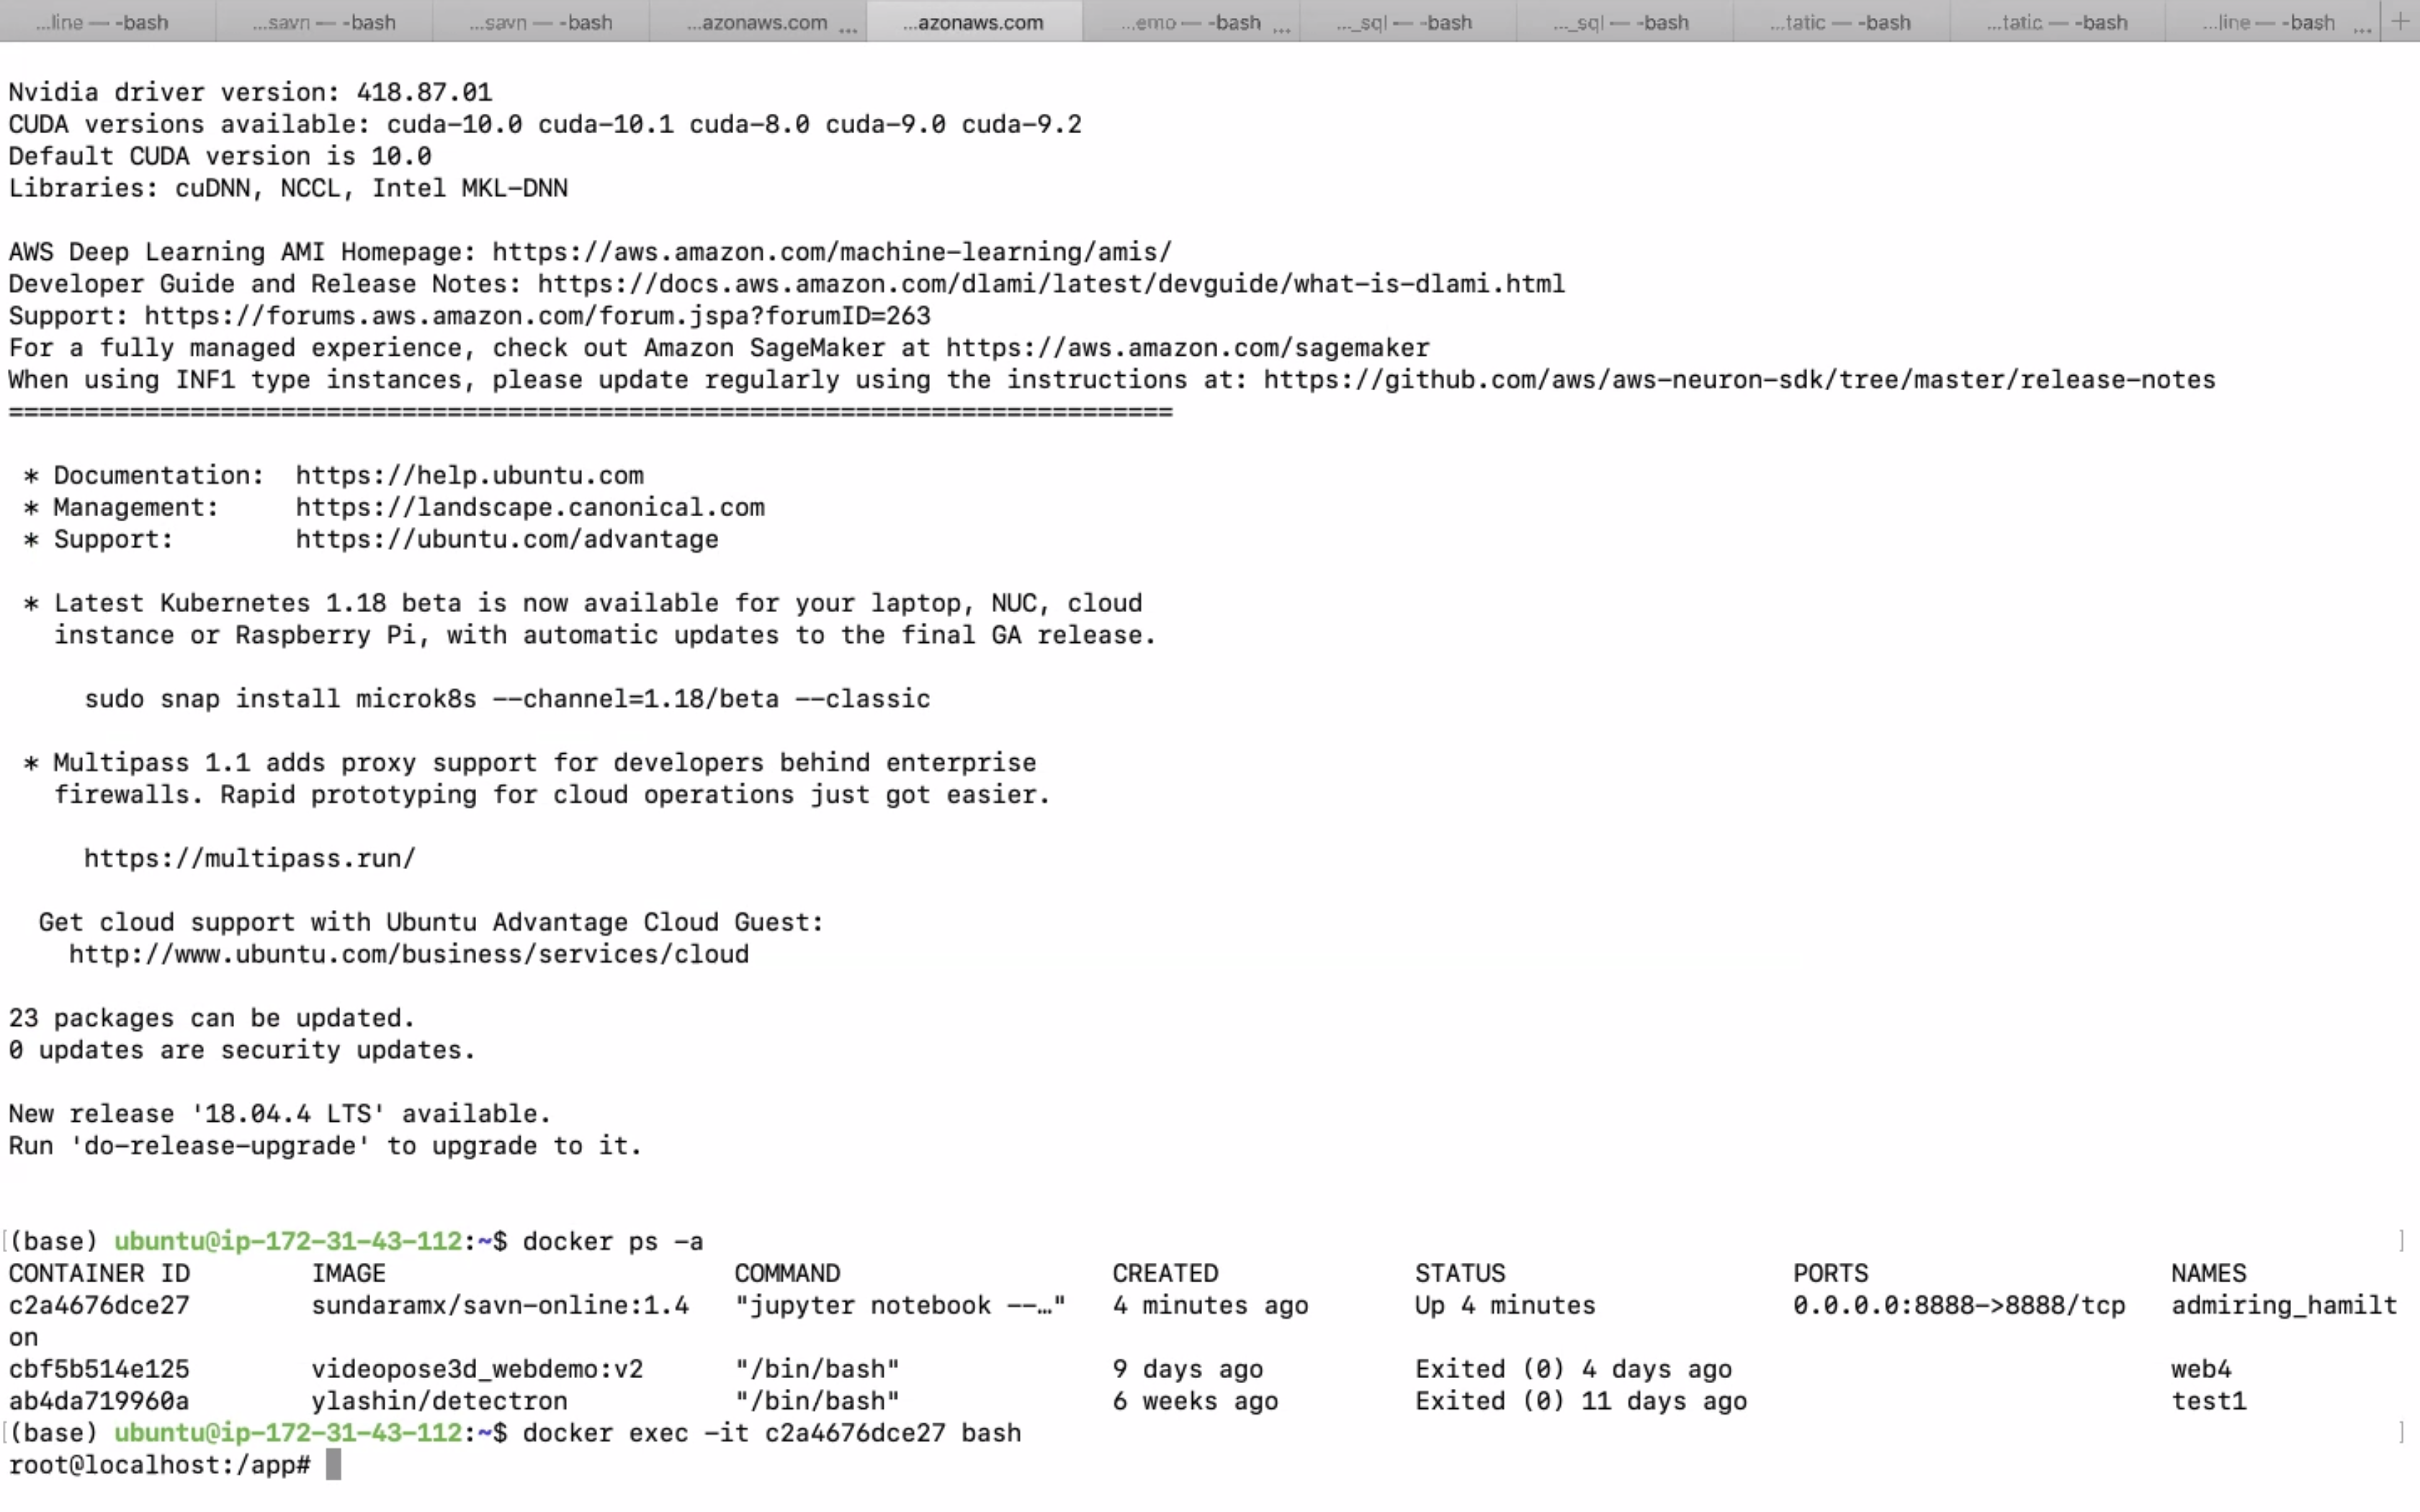 ...line — -bash
...savn — -bash
...savn — -bash
...azonaws.com ...
...azonaws.com
...emo — -bash ...
..._sql — -bash
..._sql — -bash
...tatic — -bash
...tatic — -bash
...line — -bash ... +
Nvidia driver version: 418.87.01
CUDA versions available: cuda-10.0 cuda-10.1 cuda-8.0 cuda-9.0 cuda-9.2
Default CUDA version is 10.0
Libraries: cuDNN, NCCL, Intel MKL-DNN
AWS Deep Learning AMI Homepage: https://aws.amazon.com/machine-learning/amis/
Developer Guide and Release Notes: https://docs.aws.amazon.com/dlami/latest/devguide/what-is-dlami.html
Support: https://forums.aws.amazon.com/forum.jspa?forumID=263
For a fully managed experience, check out Amazon SageMaker at https://aws.amazon.com/sagemaker
When using INF1 type instances, please update regularly using the instructions at: https://github.com/aws/aws-neuron-sdk/tree/master/release-notes
=============================================================================
* Documentation:  https://help.ubuntu.com
* Management:     https://landscape.canonical.com
* Support:        https://ubuntu.com/advantage
* Latest Kubernetes 1.18 beta is now available for your laptop, NUC, cloud
instance or Raspberry Pi, with automatic updates to the final GA release.
sudo snap install microk8s --channel=1.18/beta --classic
* Multipass 1.1 adds proxy support for developers behind enterprise
firewalls. Rapid prototyping for cloud operations just got easier.
https://multipass.run/
Get cloud support with Ubuntu Advantage Cloud Guest:
http://www.ubuntu.com/business/services/cloud
23 packages can be updated.
0 updates are security updates.
New release '18.04.4 LTS' available.
Run 'do-release-upgrade' to upgrade to it.
[(base) ubuntu@ip-172-31-43-112:~$ docker ps -a ]
CONTAINER ID        IMAGE                       COMMAND                  CREATED             STATUS                   PORTS                    NAMES
c2a4676dce27        sundaramx/savn-online:1.4   "jupyter notebook --…"   4 minutes ago       Up 4 minutes             0.0.0.0:8888->8888/tcp   admiring_hamilt
on
cbf5b514e125        videopose3d_webdemo:v2      "/bin/bash"              9 days ago          Exited (0) 4 days ago                             web4
ab4da719960a        ylashin/detectron           "/bin/bash"              6 weeks ago         Exited (0) 11 days ago                            test1
[(base) ubuntu@ip-172-31-43-112:~$ docker exec -it c2a4676dce27 bash ]
root@localhost:/app#